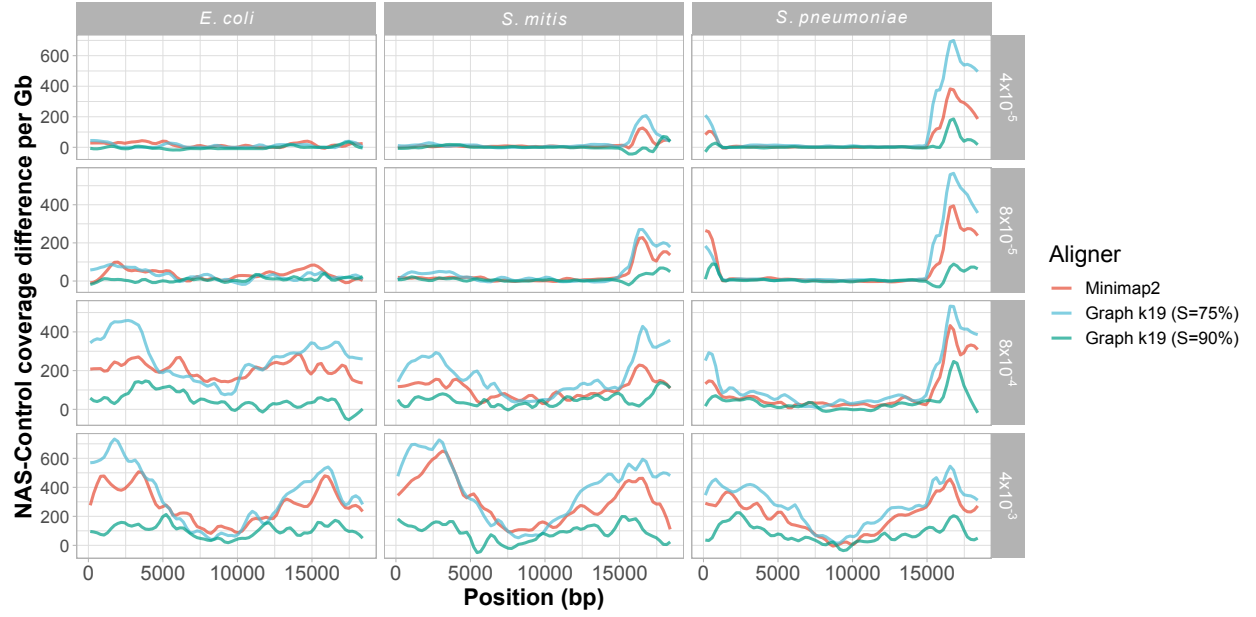 E. coli
S. mitis
S. pneumoniae
NAS-Control coverage difference per Gb
600
400
200
0
4x10⁻⁵
400
200
0
8x10⁻⁵
400
200
0
8x10⁻⁴
600
400
200
0
4x10⁻³
0 5000 10000 15000 0 5000 10000 15000 0 5000 10000 15000
Position (bp)
Aligner
Minimap2
Graph k19 (S=75%)
Graph k19 (S=90%)